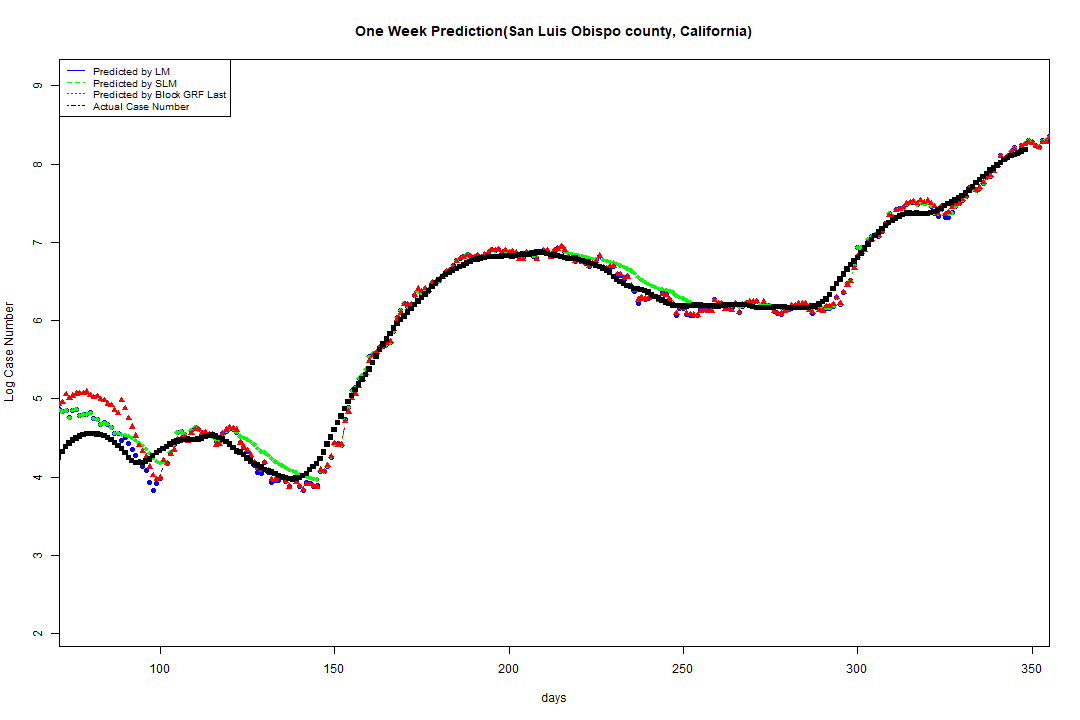 One Week Prediction(San Luis Obispo county, California)
Predicted by LM
Predicted by SLM
Predicted by Block GRF Last
Actual Case Number
9
8
7
6
5
4
3
2
Log Case Number
100 150 200 250 300 350
days